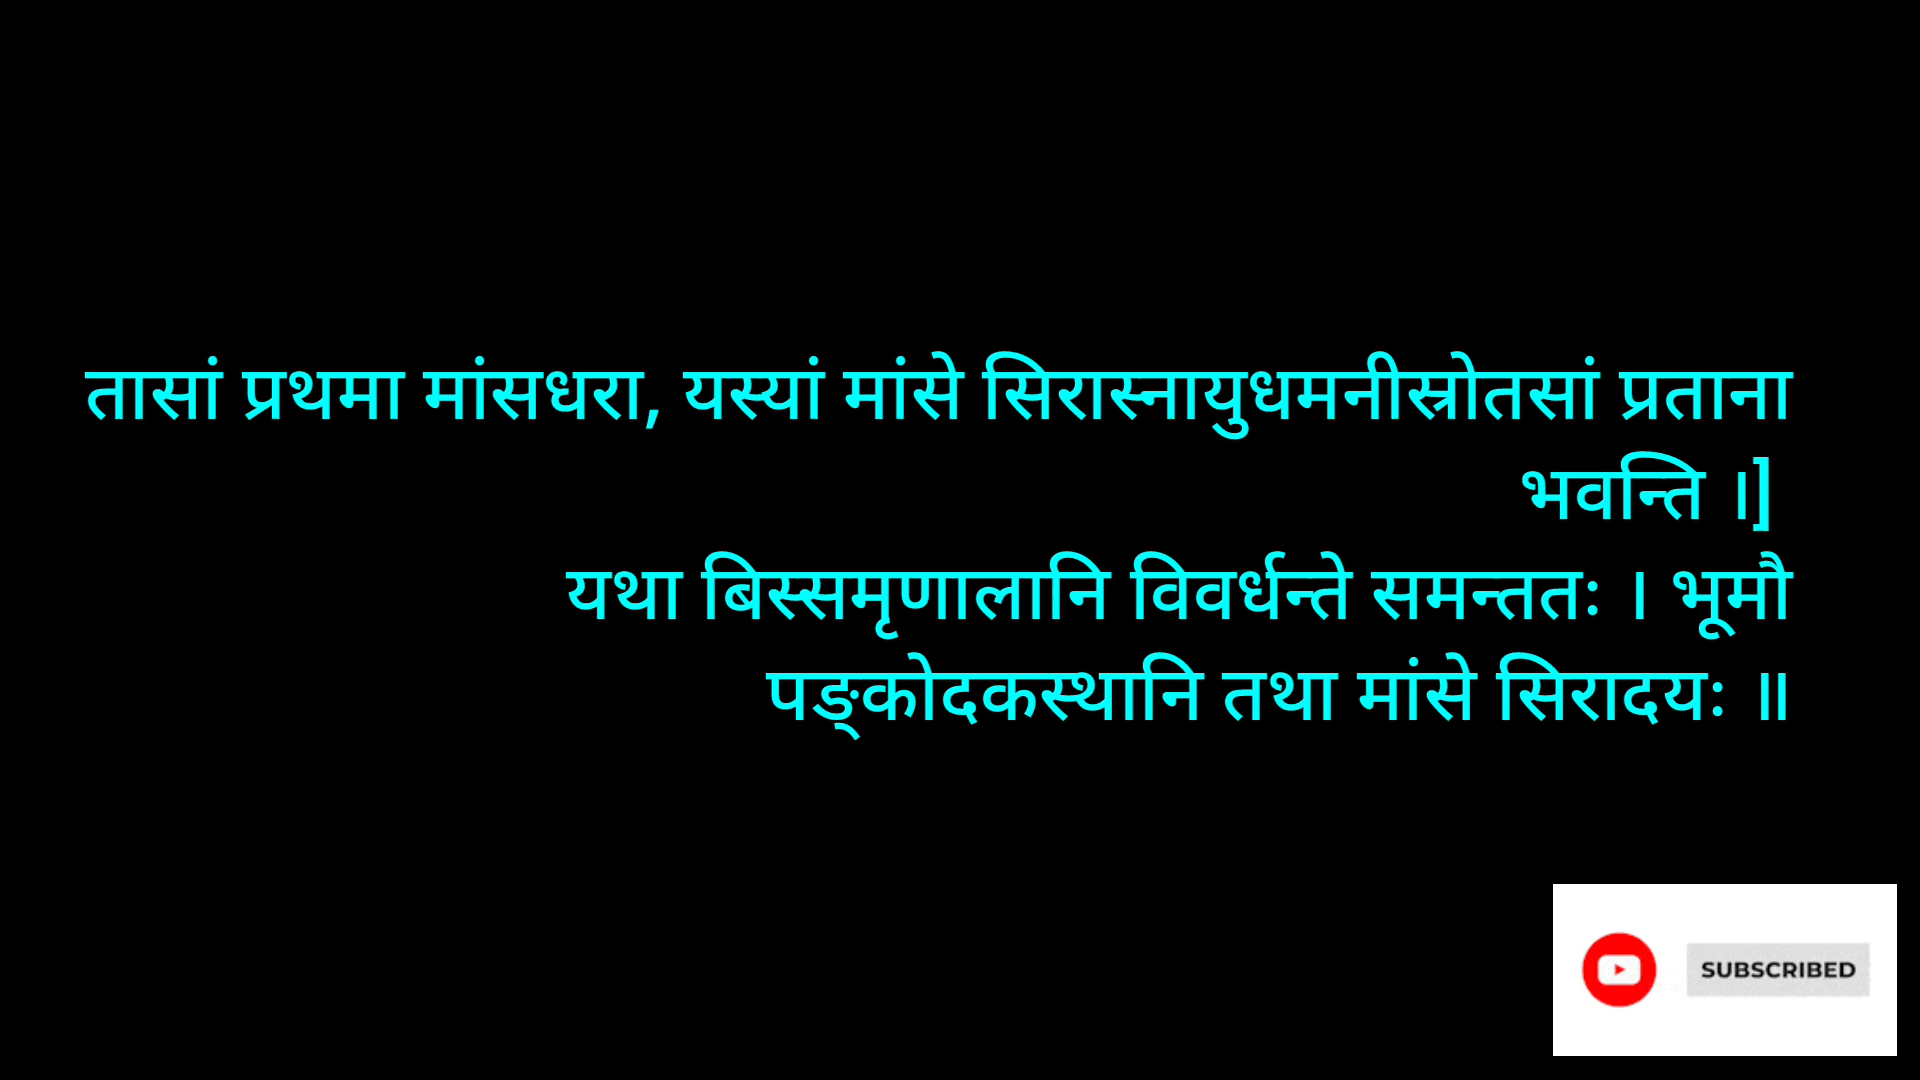 तासां प्रथमा मांसधरा, यस्यां मांसे सिरास्नायुधमनीस्रोतसां प्रताना
भवन्ति ।]
यथा बिस्समृणालानि विवर्धन्ते समन्ततः । भूमौ
पङ्कोदकस्थानि तथा मांसे सिरादयः ॥
SUBSCRIBED